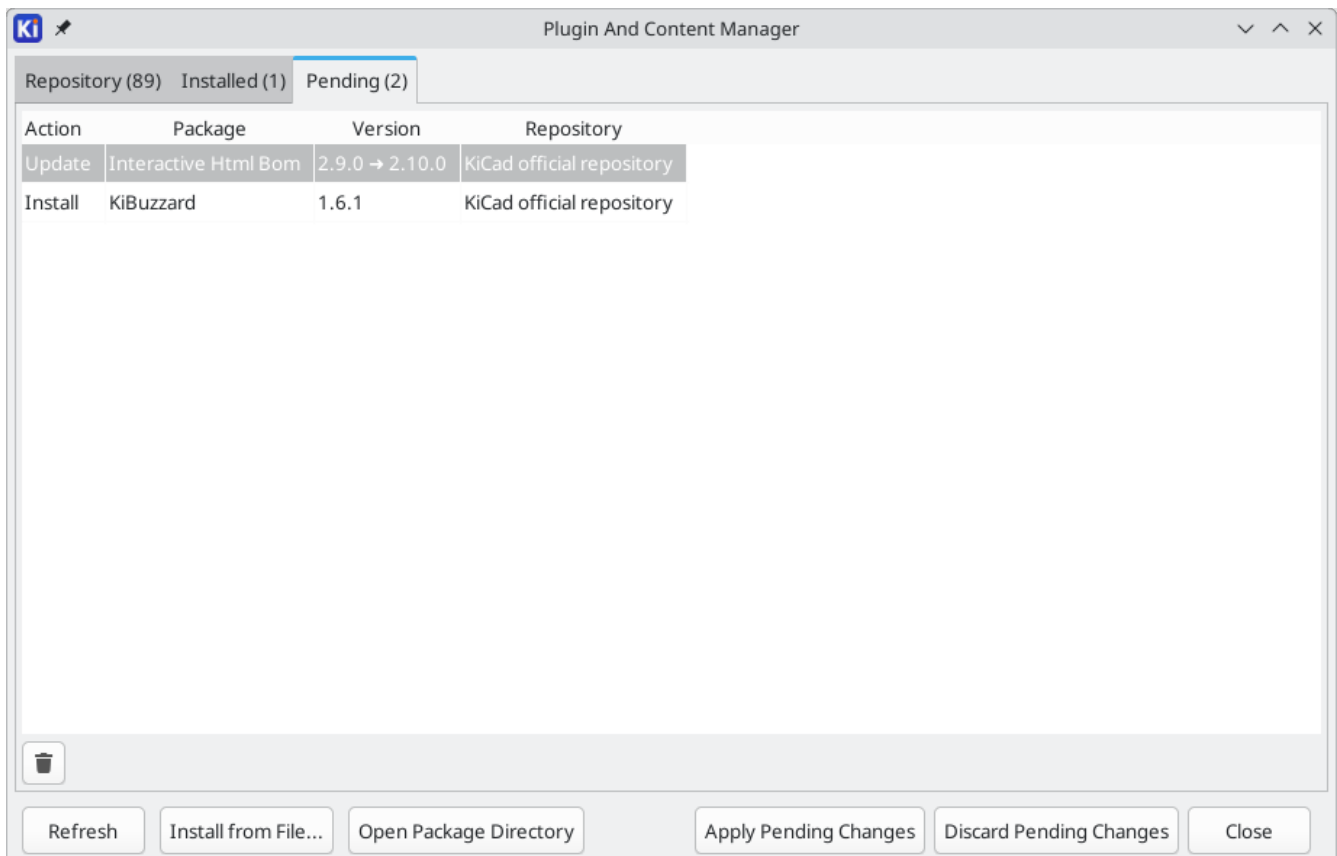 Ki Plugin And Content Manager
Repository (89) Installed (1) Pending (2)
Action Package Version Repository
Update Interactive Html Bom 2.9.0 → 2.10.0 KiCad official repository
Install KiBuzzard 1.6.1 KiCad official repository
Refresh Install from File... Open Package Directory Apply Pending Changes Discard Pending Changes Close